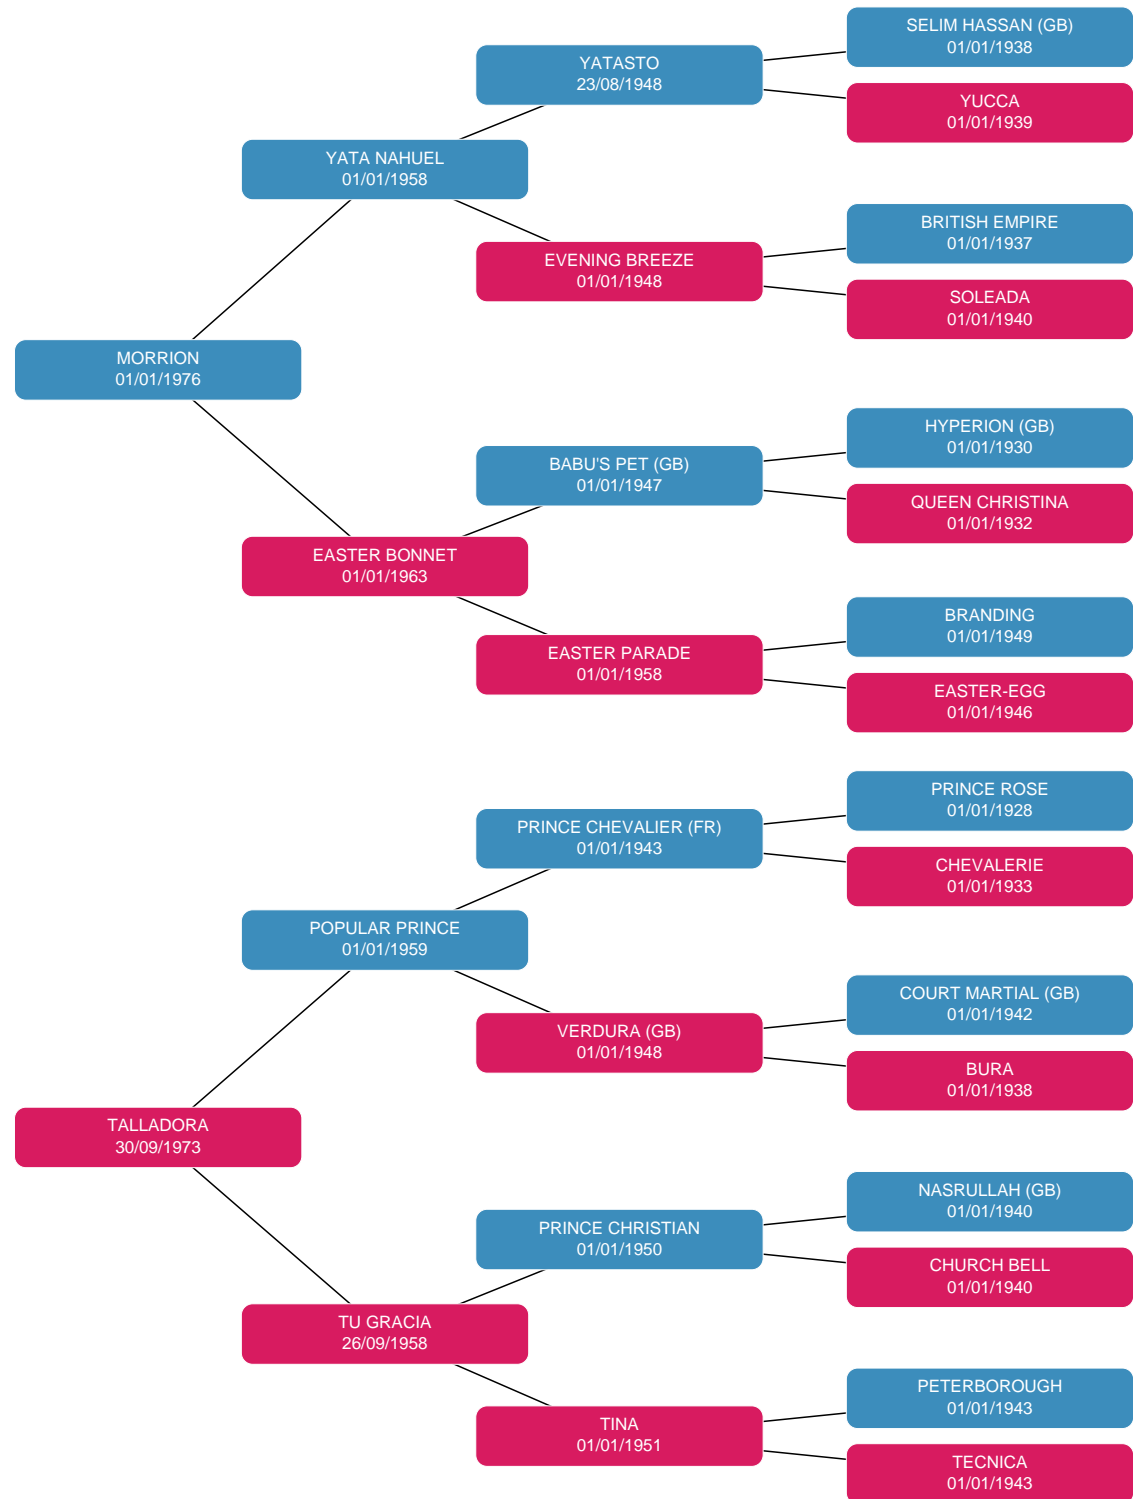 SELIM HASSAN (GB)
01/01/1938
YATASTO
23/08/1948
YUCCA
01/01/1939
YATA NAHUEL
01/01/1958
BRITISH EMPIRE
01/01/1937
EVENING BREEZE
01/01/1948
SOLEADA
01/01/1940
MORRION
01/01/1976
HYPERION (GB)
01/01/1930
BABU'S PET (GB)
01/01/1947
QUEEN CHRISTINA
01/01/1932
EASTER BONNET
01/01/1963
BRANDING
01/01/1949
EASTER PARADE
01/01/1958
EASTER-EGG
01/01/1946
PRINCE ROSE
01/01/1928
PRINCE CHEVALIER (FR)
01/01/1943
CHEVALERIE
01/01/1933
POPULAR PRINCE
01/01/1959
COURT MARTIAL (GB)
01/01/1942
VERDURA (GB)
01/01/1948
BURA
01/01/1938
TALLADORA
30/09/1973
NASRULLAH (GB)
01/01/1940
PRINCE CHRISTIAN
01/01/1950
CHURCH BELL
01/01/1940
TU GRACIA
26/09/1958
PETERBOROUGH
01/01/1943
TINA
01/01/1951
TECNICA
01/01/1943